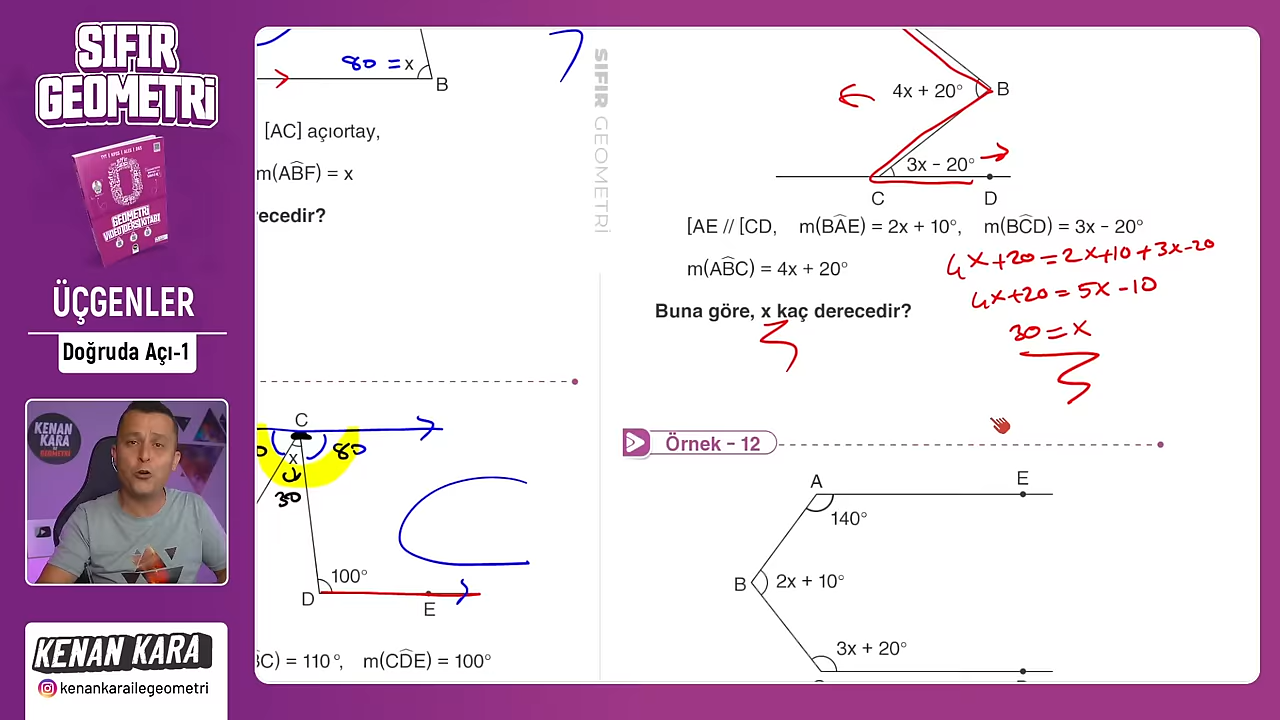 SIFIR
GEOMETRİ
ÜÇGENLER
Doğruda Açı-1
KENAN
KARA
KENAN KARA
kenankarailegeometri
80 = x
B
[AC] açıortay,
m(ABF) = x
recedir?
C
80
x
30
100°
D
E
BC) = 110°, m(CDE) = 100°
SIFIR GEOMETRİ
4x + 20°
B
3x – 20°
C
D
[AE // [CD, m(BAE) = 2x + 10°, m(BCD) = 3x – 20°
m(ABC) = 4x + 20°
4x+20=2x+10+3x-20
4x+20=5x-10
30=x
Buna göre, x kaç derecedir?
Örnek – 12
A
E
140°
B
2x + 10°
3x + 20°